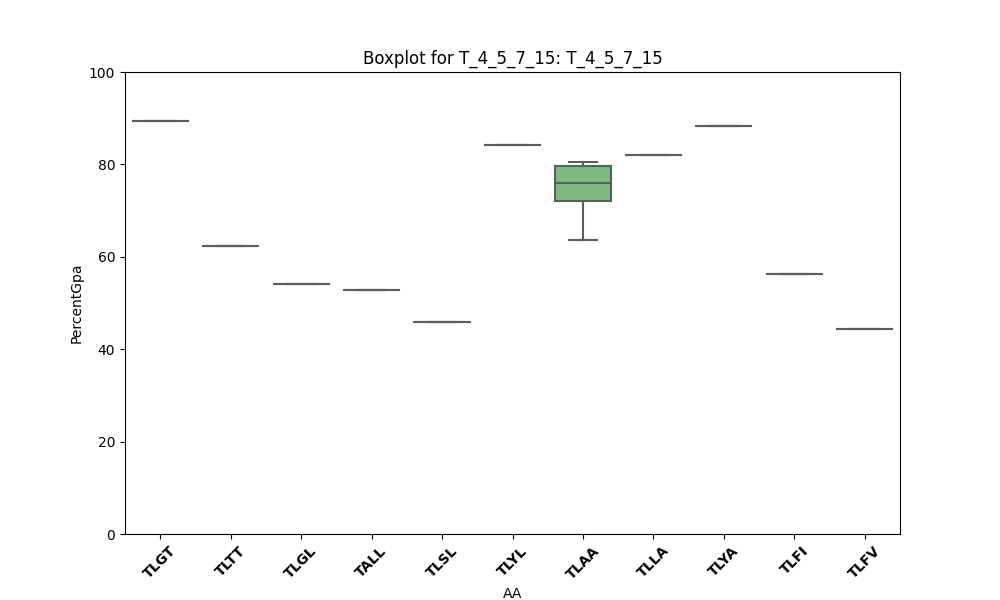 Boxplot for T_4_5_7_15: T_4_5_7_15
100
80
60
40
20
0
PercentGpa
TLGT
TLTT
TLGL
TALL
TLSL
TLYL
TLAA
TLLA
TLYA
TLFI
TLFV
AA